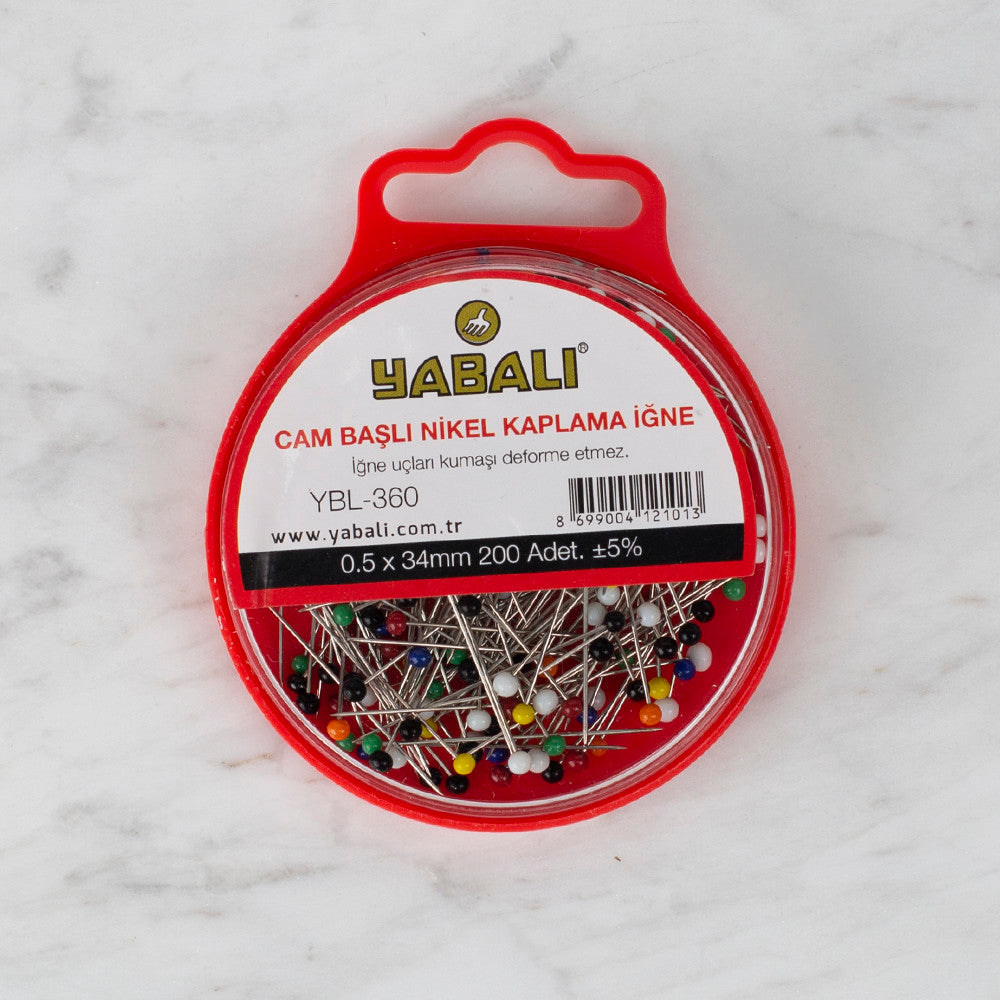 YABALI®
CAM BAŞLI NİKEL KAPLAMA İĞNE
İğne uçları kumaşı deforme etmez.
YBL-360
www.yabali.com.tr
8 699004 121013
0.5 x 34mm 200 Adet. ±5%